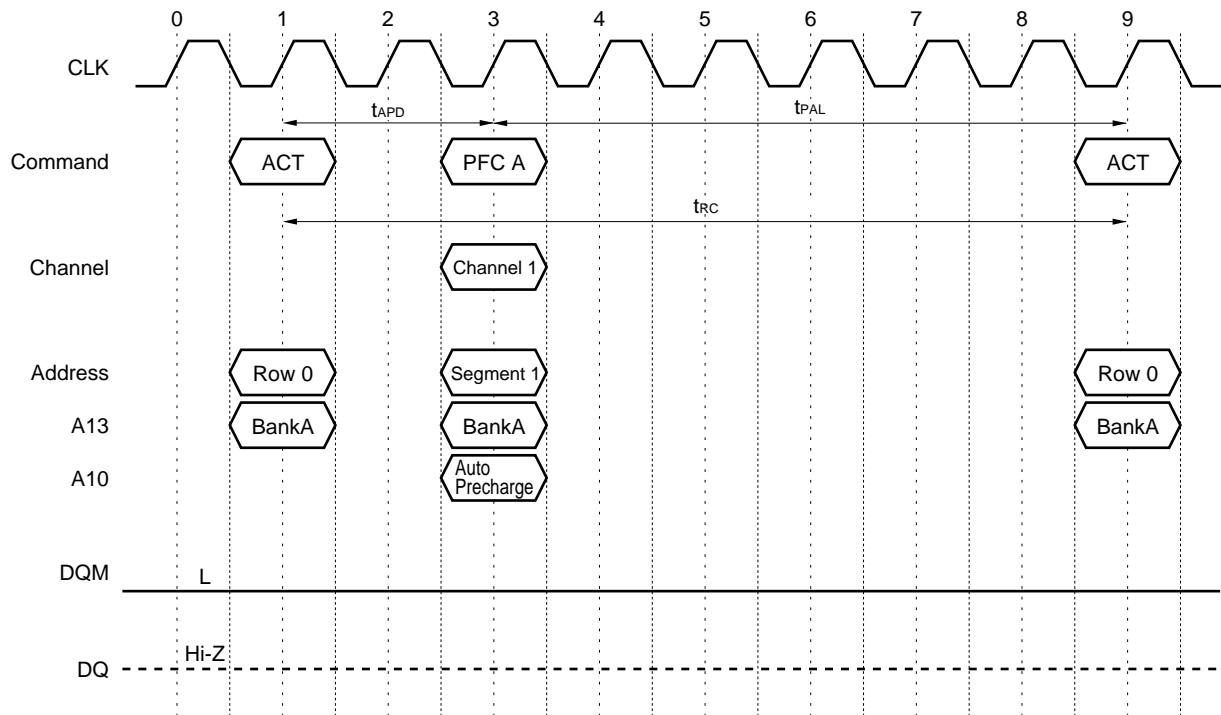 0 1 2 3 4 5 6 7 8 9
CLK
tAPD tPAL
Command ACT PFC A ACT
tRC
Channel Channel 1
Address Row 0 Segment 1 Row 0
A13 BankA BankA BankA
A10 Auto
Precharge
DQM L
DQ Hi-Z